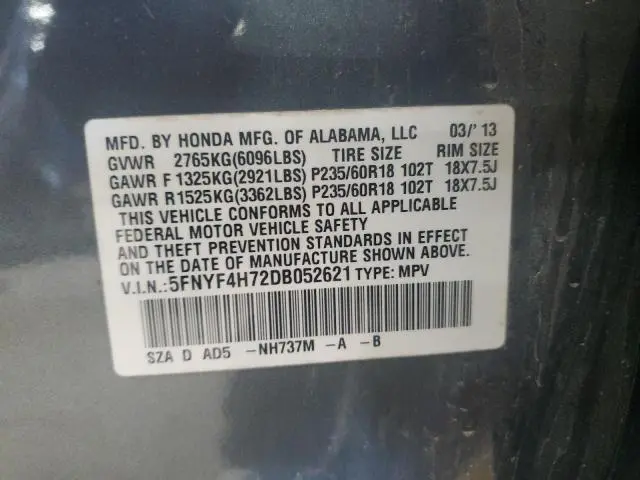 MFD. BY HONDA MFG. OF ALABAMA, LLC 03/'13
GVWR 2765KG(6096LBS) TIRE SIZE RIM SIZE
GAWR F 1325KG(2921LBS) P235/60R18 102T 18X7.5J
GAWR R 1525KG(3362LBS) P235/60R18 102T 18X7.5J
THIS VEHICLE CONFORMS TO ALL APPLICABLE
FEDERAL MOTOR VEHICLE SAFETY
AND THEFT PREVENTION STANDARDS IN EFFECT
ON THE DATE OF MANUFACTURE SHOWN ABOVE.
V.I.N.:5FNYF4H72DB052621 TYPE: MPV
SZA D AD5 -NH737M -A -B